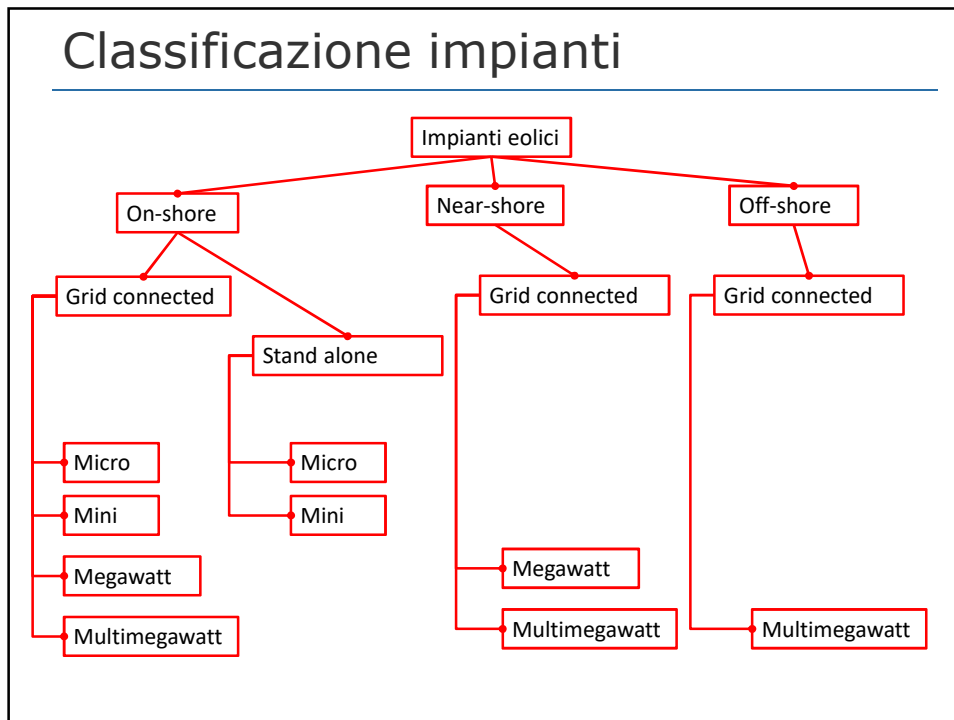 Classificazione impianti
Impianti eolici
On-shore
Near-shore
Off-shore
Grid connected
Grid connected
Grid connected
Stand alone
Micro
Micro
Mini
Mini
Megawatt
Megawatt
Multimegawatt
Multimegawatt
Multimegawatt